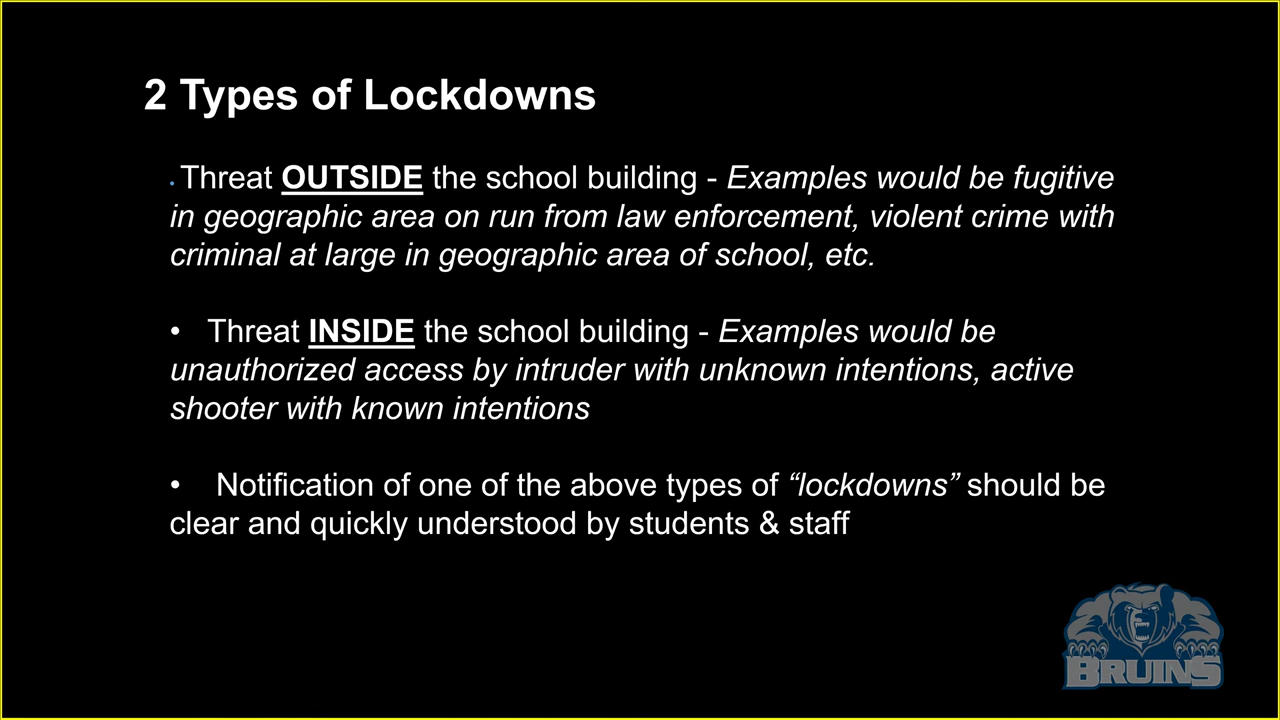 2 Types of Lockdowns
• Threat OUTSIDE the school building - Examples would be fugitive
in geographic area on run from law enforcement, violent crime with
criminal at large in geographic area of school, etc.
• Threat INSIDE the school building - Examples would be
unauthorized access by intruder with unknown intentions, active
shooter with known intentions
• Notification of one of the above types of “lockdowns” should be
clear and quickly understood by students & staff
BRUINS